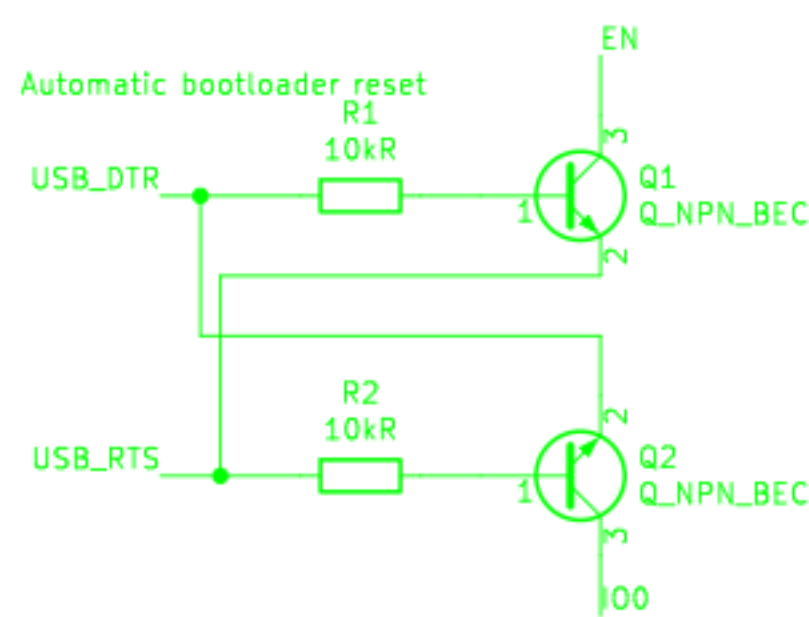 EN
Automatic bootloader reset
R1
10kR
USB_DTR
3
Q1
1
Q_NPN_BEC
2
R2
10kR
2
USB_RTS
Q2
1
Q_NPN_BEC
3
IO0